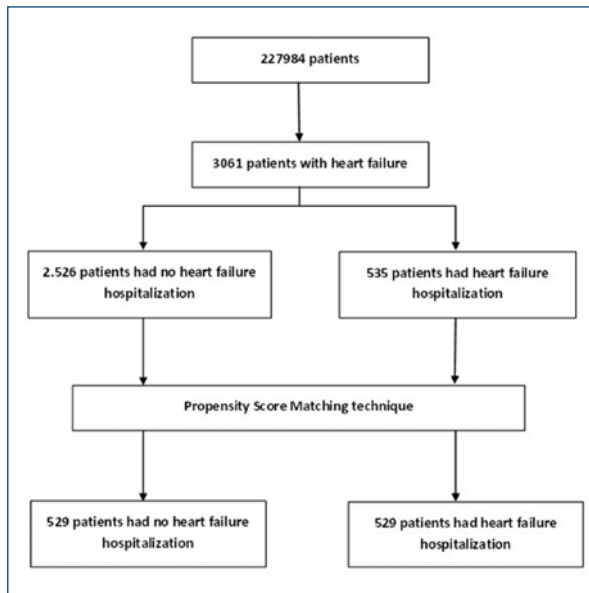 227984 patients
3061 patients with heart failure
2.526 patients had no heart failure
hospitalization
535 patients had heart failure
hospitalization
Propensity Score Matching technique
529 patients had no heart failure
hospitalization
529 patients had heart failure
hospitalization